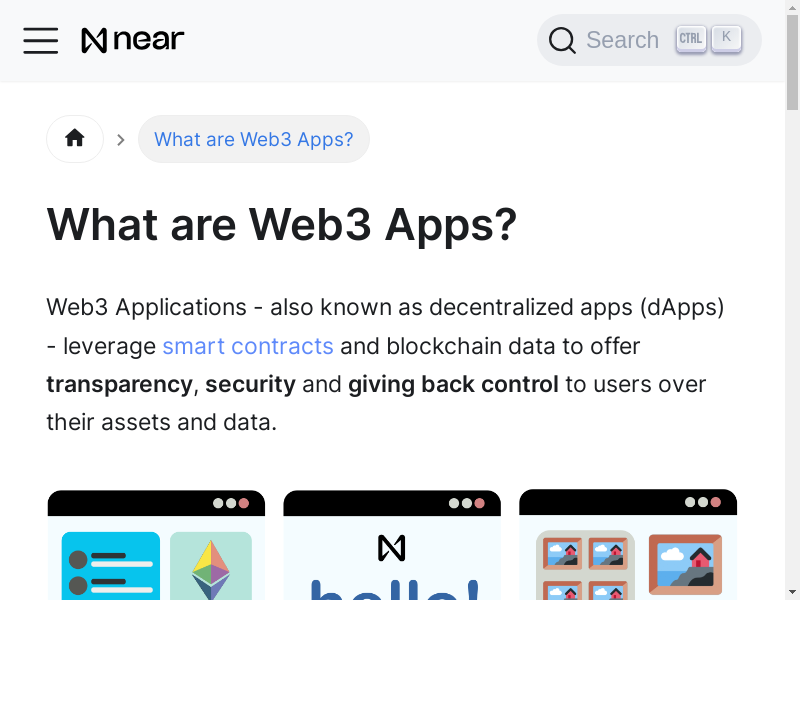 near
Search CTRL K
What are Web3 Apps?
What are Web3 Apps?
Web3 Applications - also known as decentralized apps (dApps)
- leverage smart contracts and blockchain data to offer
transparency, security and giving back control to users over
their assets and data.
hello!